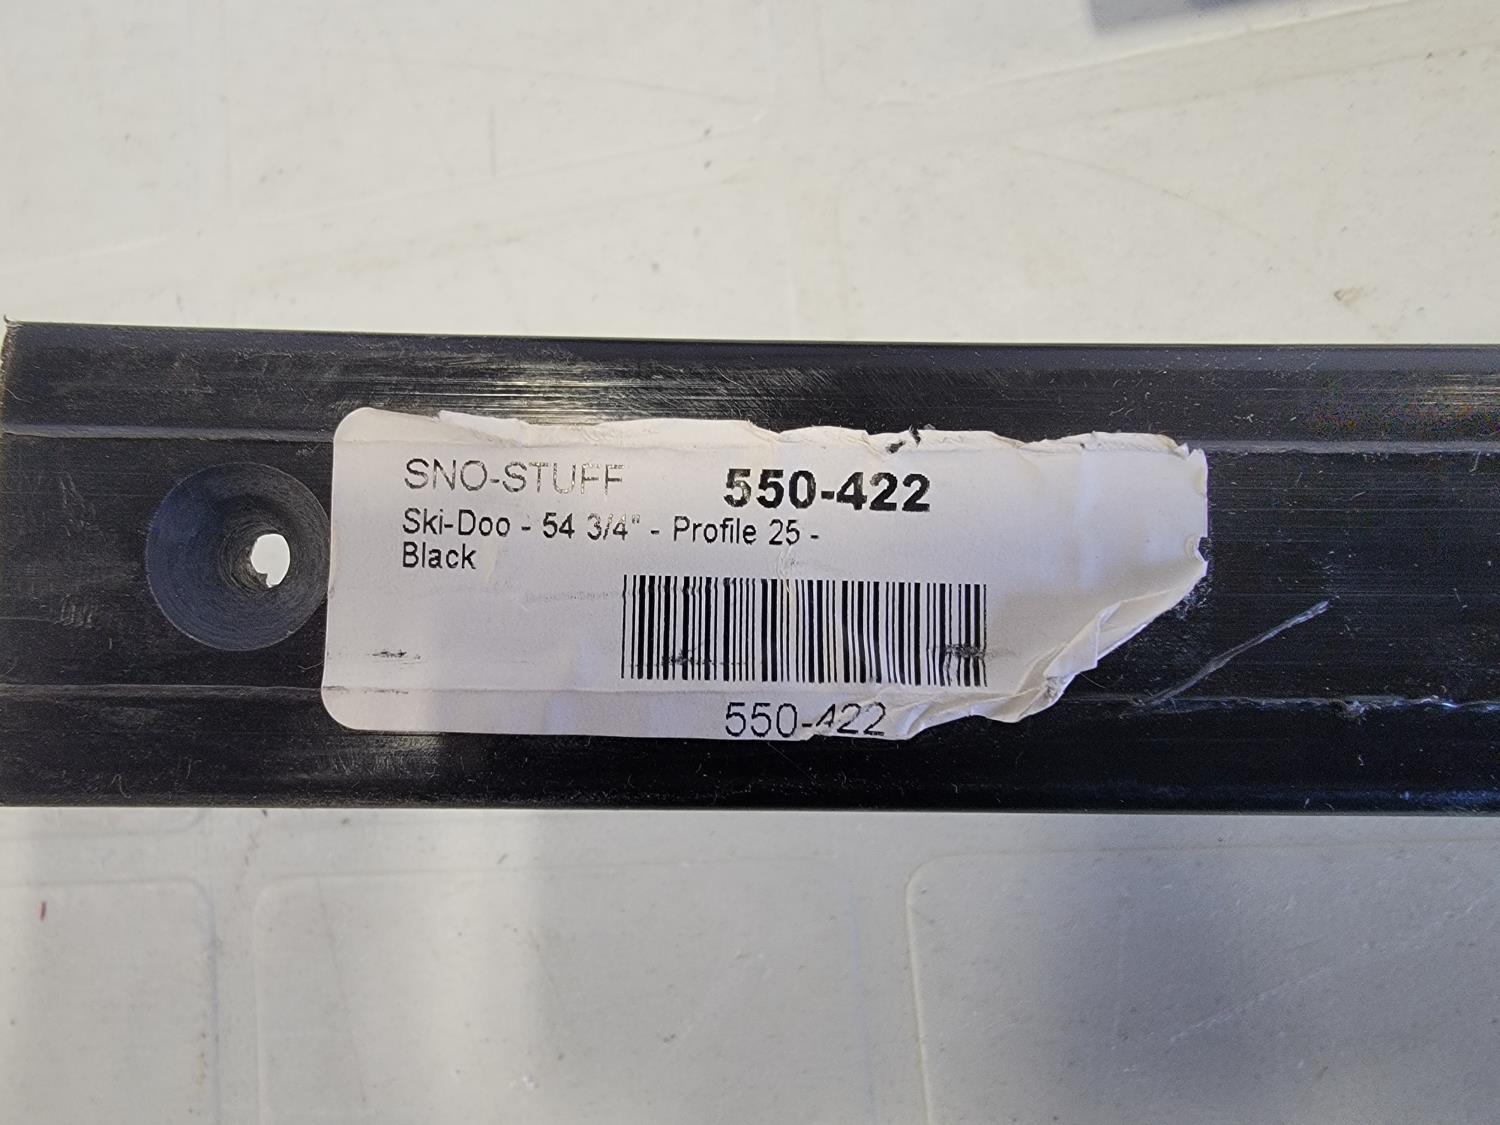 SNO-STUFF 550-422
Ski-Doo - 54 3/4" - Profile 25 -
Black
550-422